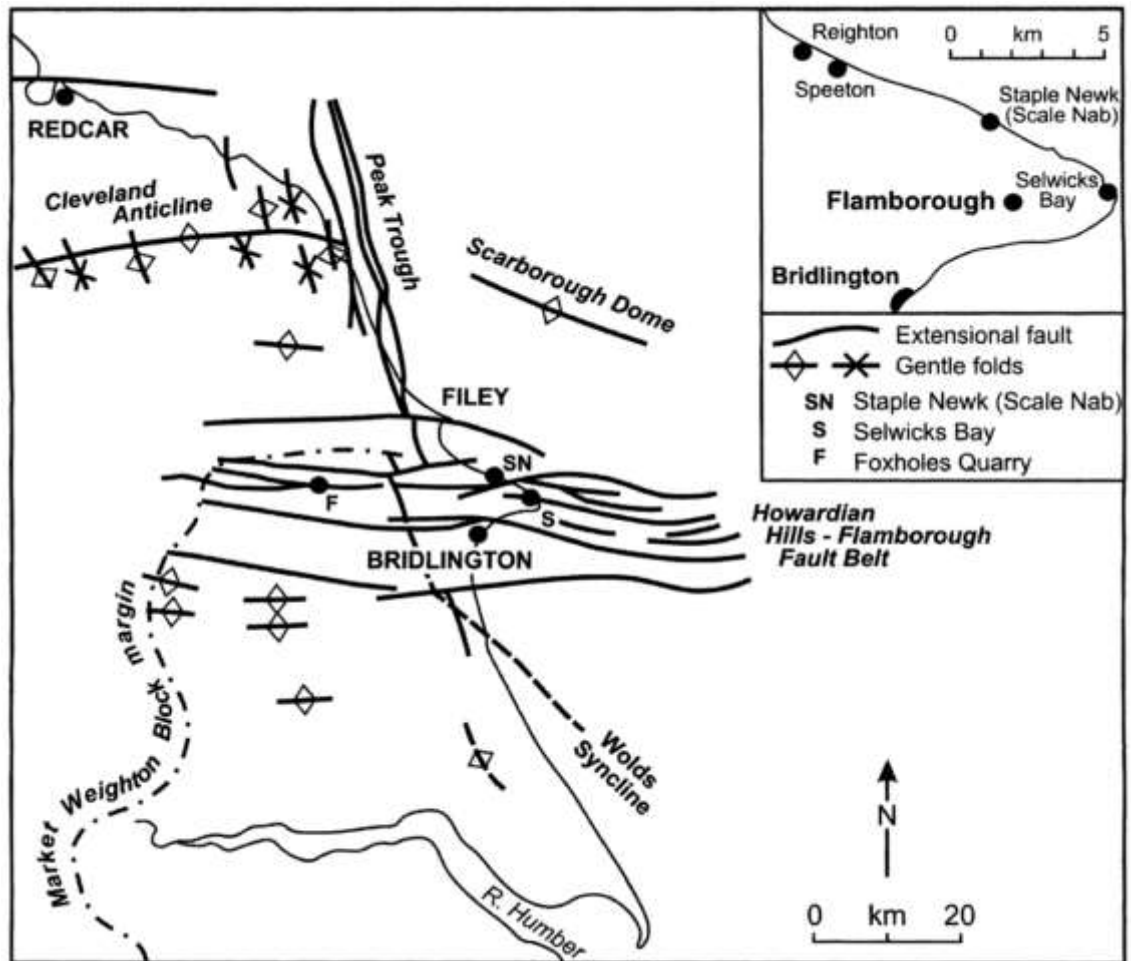 REDCAR
Cleveland
Anticline
Peak Trough
Scarborough Dome
FILEY
SN
F
S
BRIDLINGTON
Howardian
Hills - Flamborough
Fault Belt
Market Weighton Block margin
Wolds
Syncline
R. Humber
N
0 km 20
Reighton
0 km 5
Speeton
Staple Newk
(Scale Nab)
Selwicks
Bay
Flamborough
Bridlington
Extensional fault
Gentle folds
SN Staple Newk (Scale Nab)
S Selwicks Bay
F Foxholes Quarry